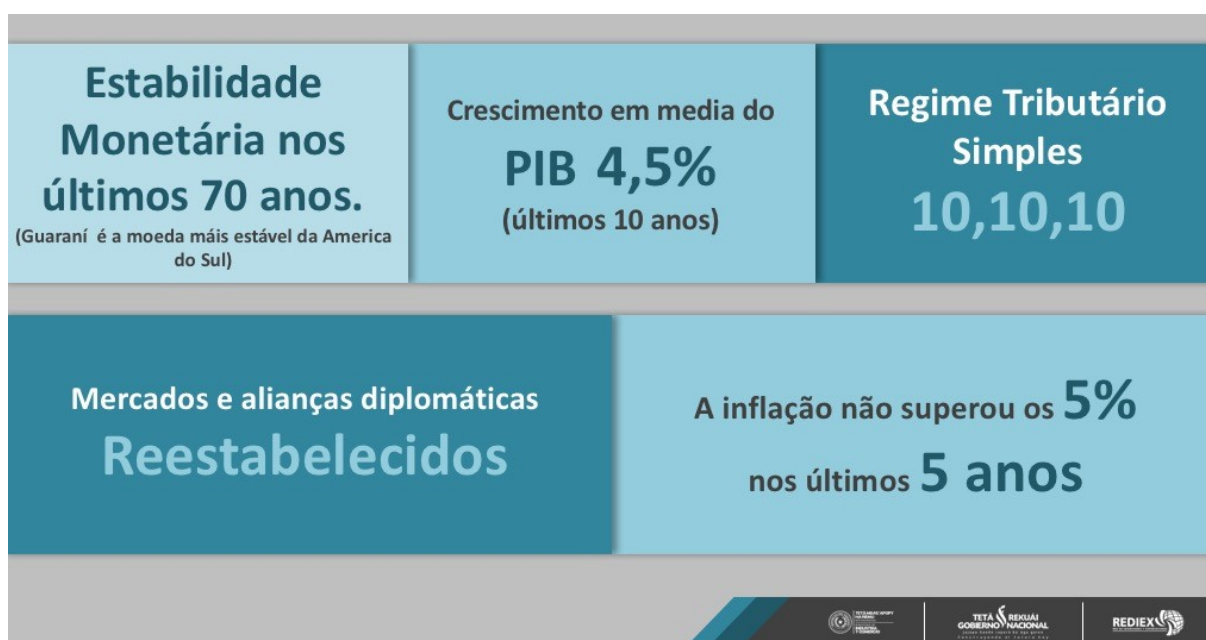 Estabilidade
Monetária nos
últimos 70 anos.
(Guaraní é a moeda máis estável da America
do Sul)
Crescimento em media do
PIB 4,5%
(últimos 10 anos)
Regime Tributário
Simples
10,10,10
Mercados e alianças diplomáticas
Reestabelecidos
A inflação não superou os 5%
nos últimos 5 anos
TETÃ REKUÁI
GOBIERNO NACIONAL
REDIEX